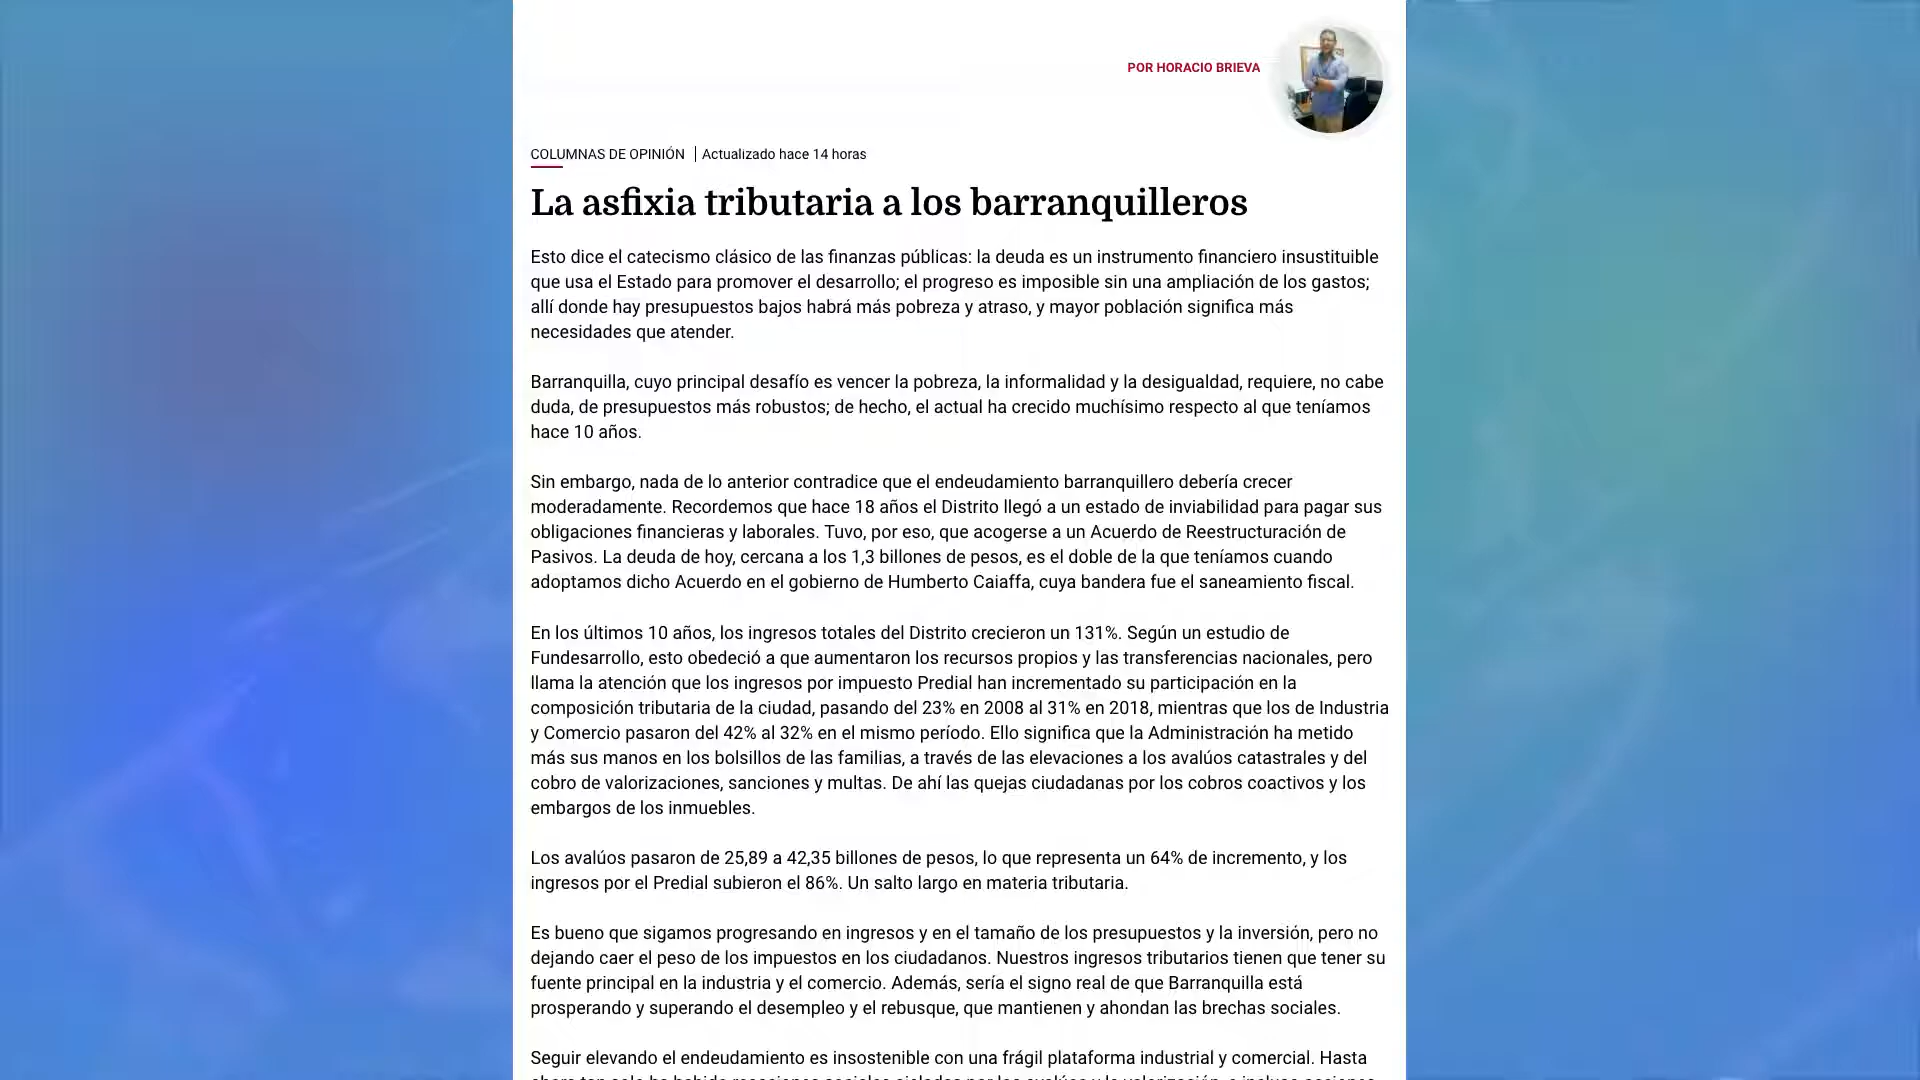 POR HORACIO BRIEVA
COLUMNAS DE OPINIÓN | Actualizado hace 14 horas
La asfixia tributaria a los barranquilleros
Esto dice el catecismo clásico de las finanzas públicas: la deuda es un instrumento financiero insustituible
que usa el Estado para promover el desarrollo; el progreso es imposible sin una ampliación de los gastos;
allí donde hay presupuestos bajos habrá más pobreza y atraso, y mayor población significa más
necesidades que atender.
Barranquilla, cuyo principal desafío es vencer la pobreza, la informalidad y la desigualdad, requiere, no cabe
duda, de presupuestos más robustos; de hecho, el actual ha crecido muchísimo respecto al que teníamos
hace 10 años.
Sin embargo, nada de lo anterior contradice que el endeudamiento barranquillero debería crecer
moderadamente. Recordemos que hace 18 años el Distrito llegó a un estado de inviabilidad para pagar sus
obligaciones financieras y laborales. Tuvo, por eso, que acogerse a un Acuerdo de Reestructuración de
Pasivos. La deuda de hoy, cercana a los 1,3 billones de pesos, es el doble de la que teníamos cuando
adoptamos dicho Acuerdo en el gobierno de Humberto Caiaffa, cuya bandera fue el saneamiento fiscal.
En los últimos 10 años, los ingresos totales del Distrito crecieron un 131%. Según un estudio de
Fundesarrollo, esto obedeció a que aumentaron los recursos propios y las transferencias nacionales, pero
llama la atención que los ingresos por impuesto Predial han incrementado su participación en la
composición tributaria de la ciudad, pasando del 23% en 2008 al 31% en 2018, mientras que los de Industria
y Comercio pasaron del 42% al 32% en el mismo período. Ello significa que la Administración ha metido
más sus manos en los bolsillos de las familias, a través de las elevaciones a los avalúos catastrales y del
cobro de valorizaciones, sanciones y multas. De ahí las quejas ciudadanas por los cobros coactivos y los
embargos de los inmuebles.
Los avalúos pasaron de 25,89 a 42,35 billones de pesos, lo que representa un 64% de incremento, y los
ingresos por el Predial subieron el 86%. Un salto largo en materia tributaria.
Es bueno que sigamos progresando en ingresos y en el tamaño de los presupuestos y la inversión, pero no
dejando caer el peso de los impuestos en los ciudadanos. Nuestros ingresos tributarios tienen que tener su
fuente principal en la industria y el comercio. Además, sería el signo real de que Barranquilla está
prosperando y superando el desempleo y el rebusque, que mantienen y ahondan las brechas sociales.
Seguir elevando el endeudamiento es insostenible con una frágil plataforma industrial y comercial. Hasta